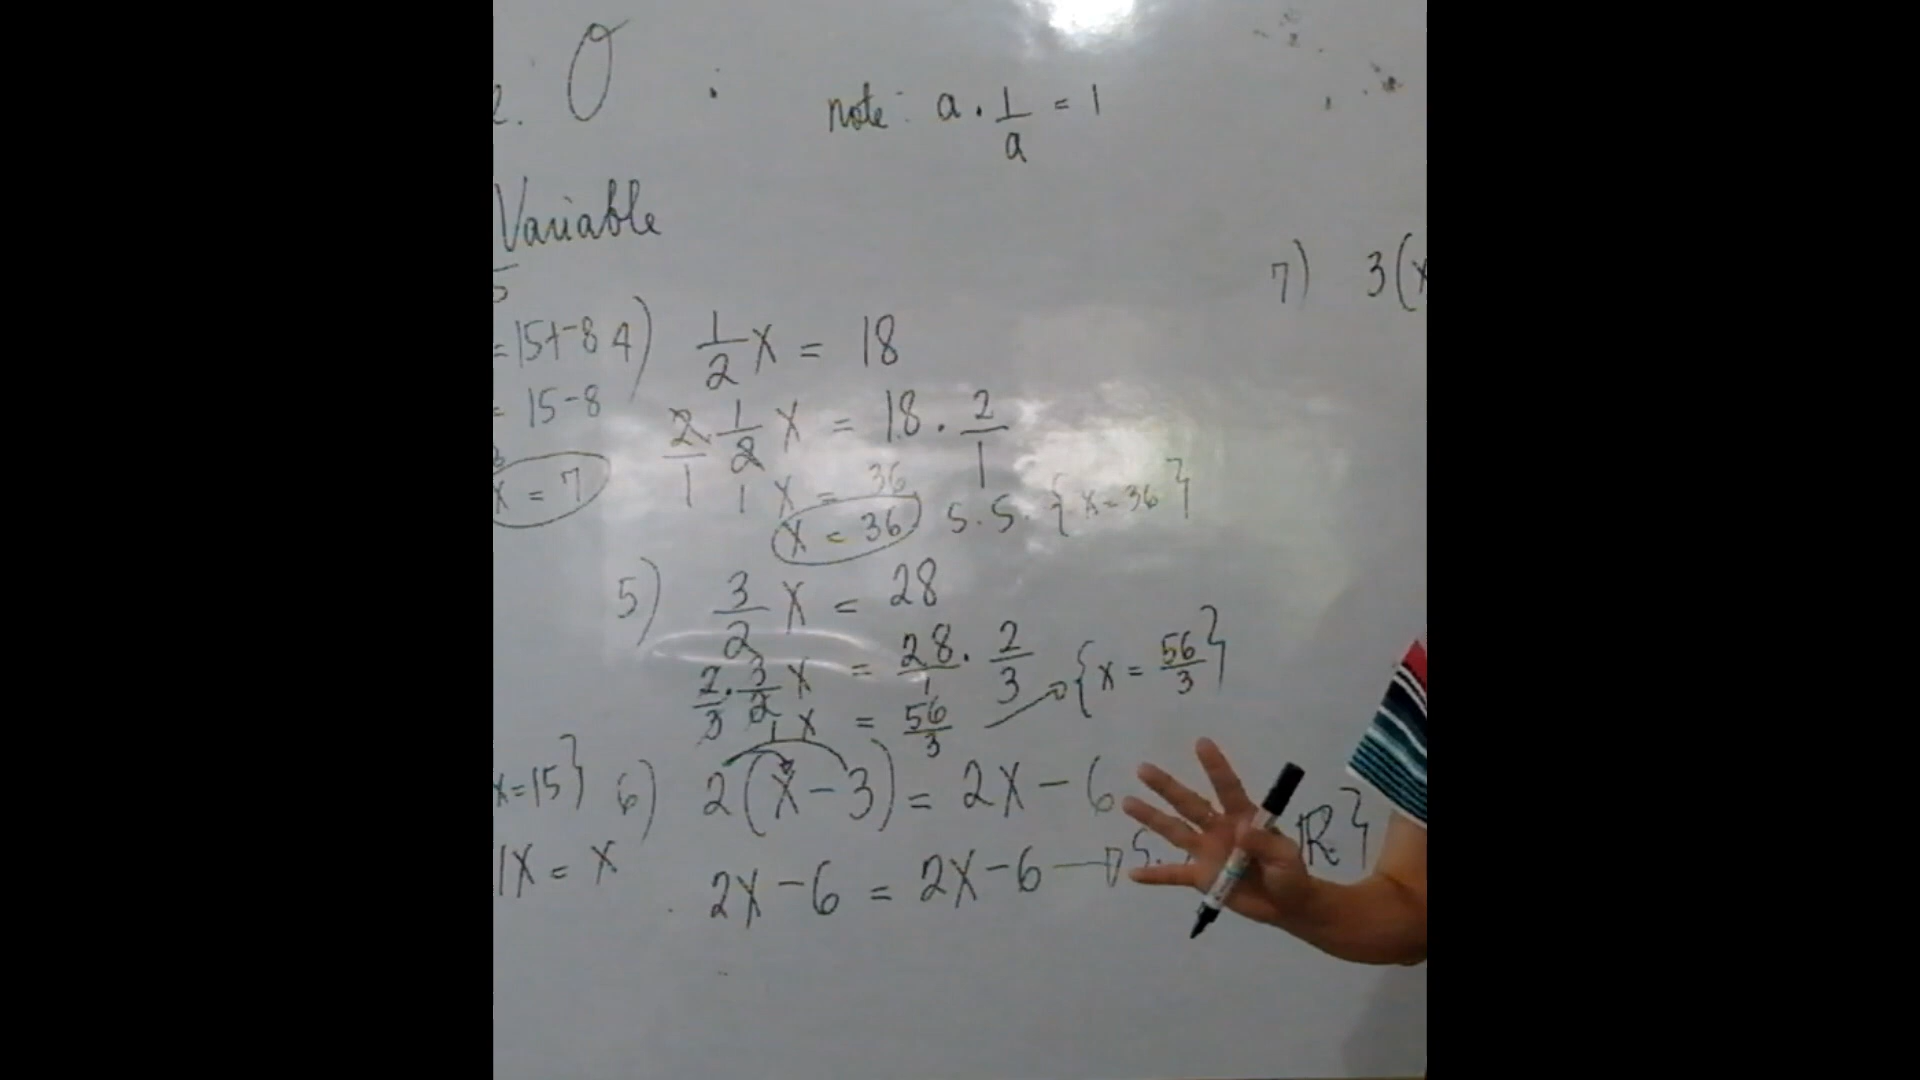 e. 0
note: a · 1/a = 1
Variable
5
= 15 + -8
= 15 - 8
x = 7
4) 1/2 x = 18
2/1 1/2 x = 18 · 2/1
1 x = 36
x = 36 S.S. {x = 36}
5) 3/2 x = 28
2/3 · 3/2 x = 28/1 · 2/3
1 x = 56/3 → {x = 56/3}
x = 15}
6) 2(x - 3) = 2x - 6
1x = x
2x - 6 = 2x - 6 → S. R}
7) 3(x